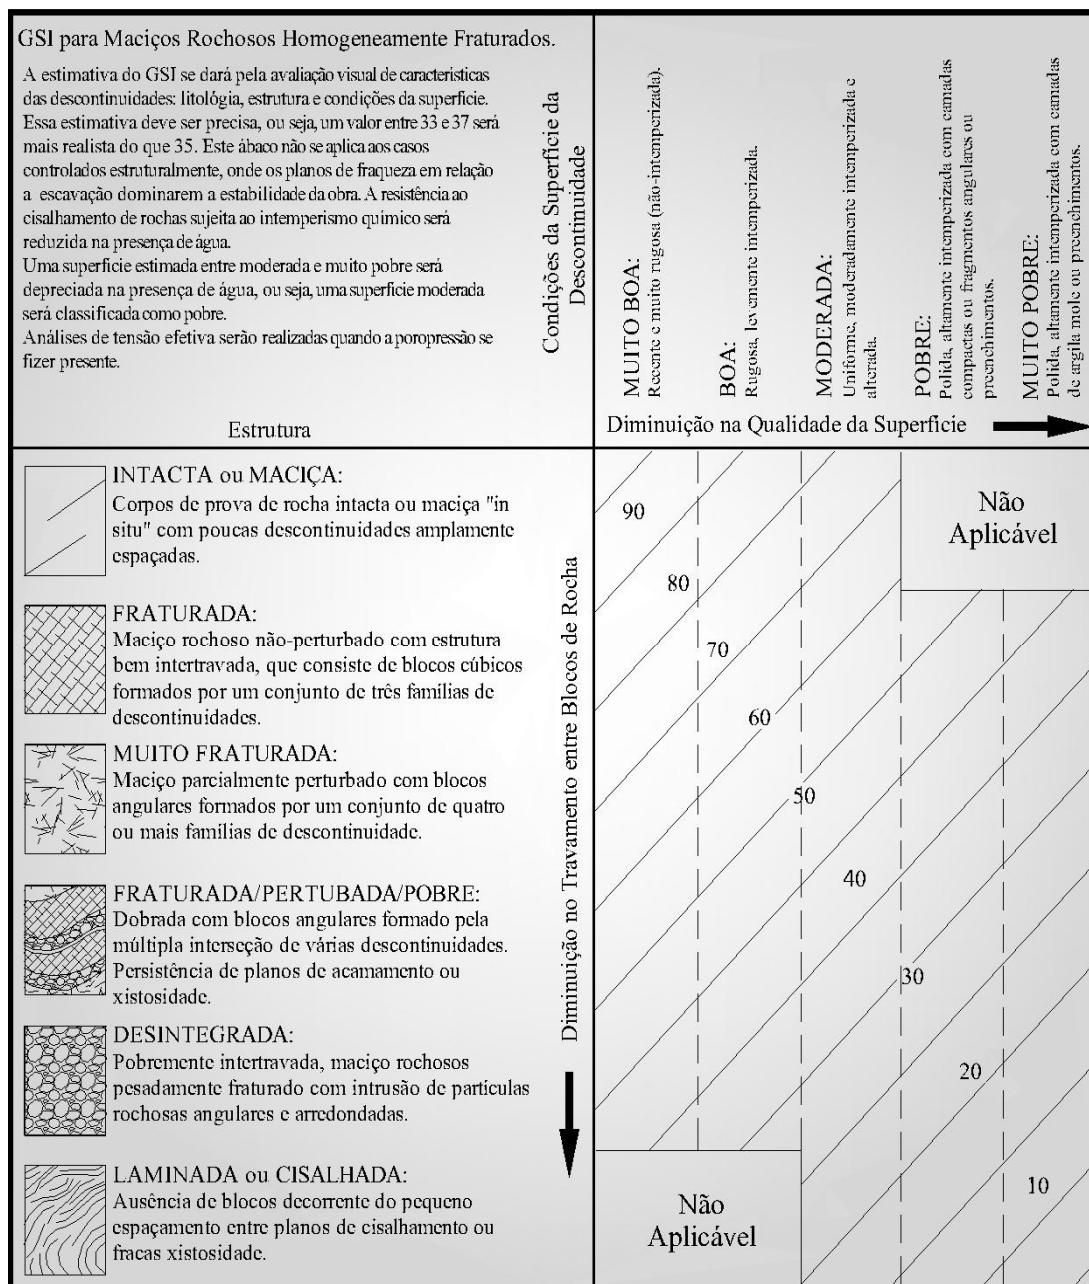 GSI para Maciços Rochosos Homogeneamente Fraturados.
A estimativa do GSI se dará pela avaliação visual de características
das descontinuidades: litológia, estrutura e condições da superfície.
Essa estimativa deve ser precisa, ou seja, um valor entre 33 e 37 será
mais realista do que 35. Este ábaco não se aplica aos casos
controlados estruturalmente, onde os planos de fraqueza em relação
a escavação dominarem a estabilidade da obra. A resistência ao
cisalhamento de rochas sujeita ao intemperismo químico será
reduzida na presença de água.
Uma superfície estimada entre moderada e muito pobre será
depreciada na presença de água, ou seja, uma superfície moderada
será classificada como pobre.
Análises de tensão efetiva serão realizadas quando a poropressão se
fizer presente.
Estrutura
Condições da Superfície da
Descontinuidade
MUITO BOA:
Recente e muito rugosa (não-intemperizada).
BOA:
Rugosa, levemente intemperizada.
MODERADA:
Uniforme, moderadamente intemperizada e
alterada.
POBRE:
Polida, altamente intemperizada com camadas
compactas ou fragmentos angulares ou
preenchimentos.
MUITO POBRE:
Polida, altamente intemperizada com camadas
de argila mole ou preenchimentos.
Diminuição na Qualidade da Superfície
INTACTA ou MACIÇA:
Corpos de prova de rocha intacta ou maciça "in
situ" com poucas descontinuidades amplamente
espaçadas.
FRATURADA:
Maciço rochoso não-perturbado com estrutura
bem intertravada, que consiste de blocos cúbicos
formados por um conjunto de três famílias de
descontinuidades.
MUITO FRATURADA:
Maciço parcialmente perturbado com blocos
angulares formados por um conjunto de quatro
ou mais famílias de descontinuidade.
FRATURADA/PERTUBADA/POBRE:
Dobrada com blocos angulares formado pela
múltipla interseção de várias descontinuidades.
Persistência de planos de acamamento ou
xistosidade.
DESINTEGRADA:
Pobremente intertravada, maciço rochosos
pesadamente fraturado com intrusão de partículas
rochosas angulares e arredondadas.
LAMINADA ou CISALHADA:
Ausência de blocos decorrente do pequeno
espaçamento entre planos de cisalhamento ou
fracas xistosidade.
Diminuição no Travamento entre Blocos de Rocha
90
80
70
60
50
40
30
20
10
Não
Aplicável
Não
Aplicável